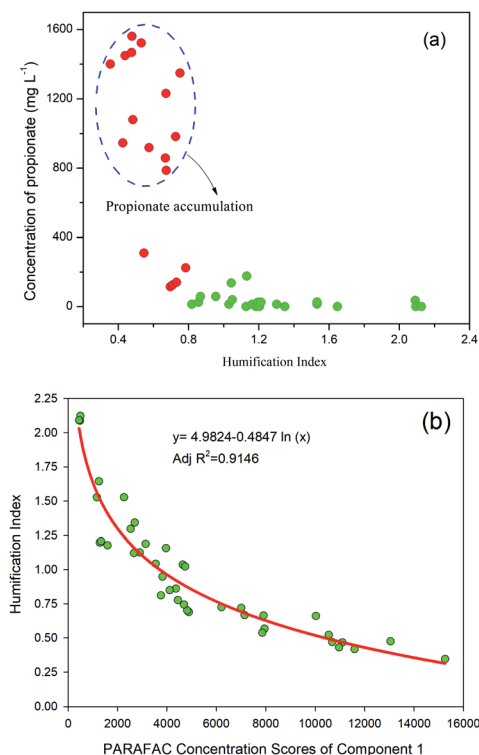 (a)
Concentration of propionate (mg L⁻¹)
1600
1200
800
400
0
Propionate accumulation
0.4 0.8 1.2 1.6 2.0 2.4
Humification Index
(b)
Humification Index
2.25
2.00
1.75
1.50
1.25
1.00
0.75
0.50
0.25
0.00
y= 4.9824-0.4847 ln (x)
Adj R²=0.9146
0 2000 4000 6000 8000 10000 12000 14000 16000
PARAFAC Concentration Scores of Component 1